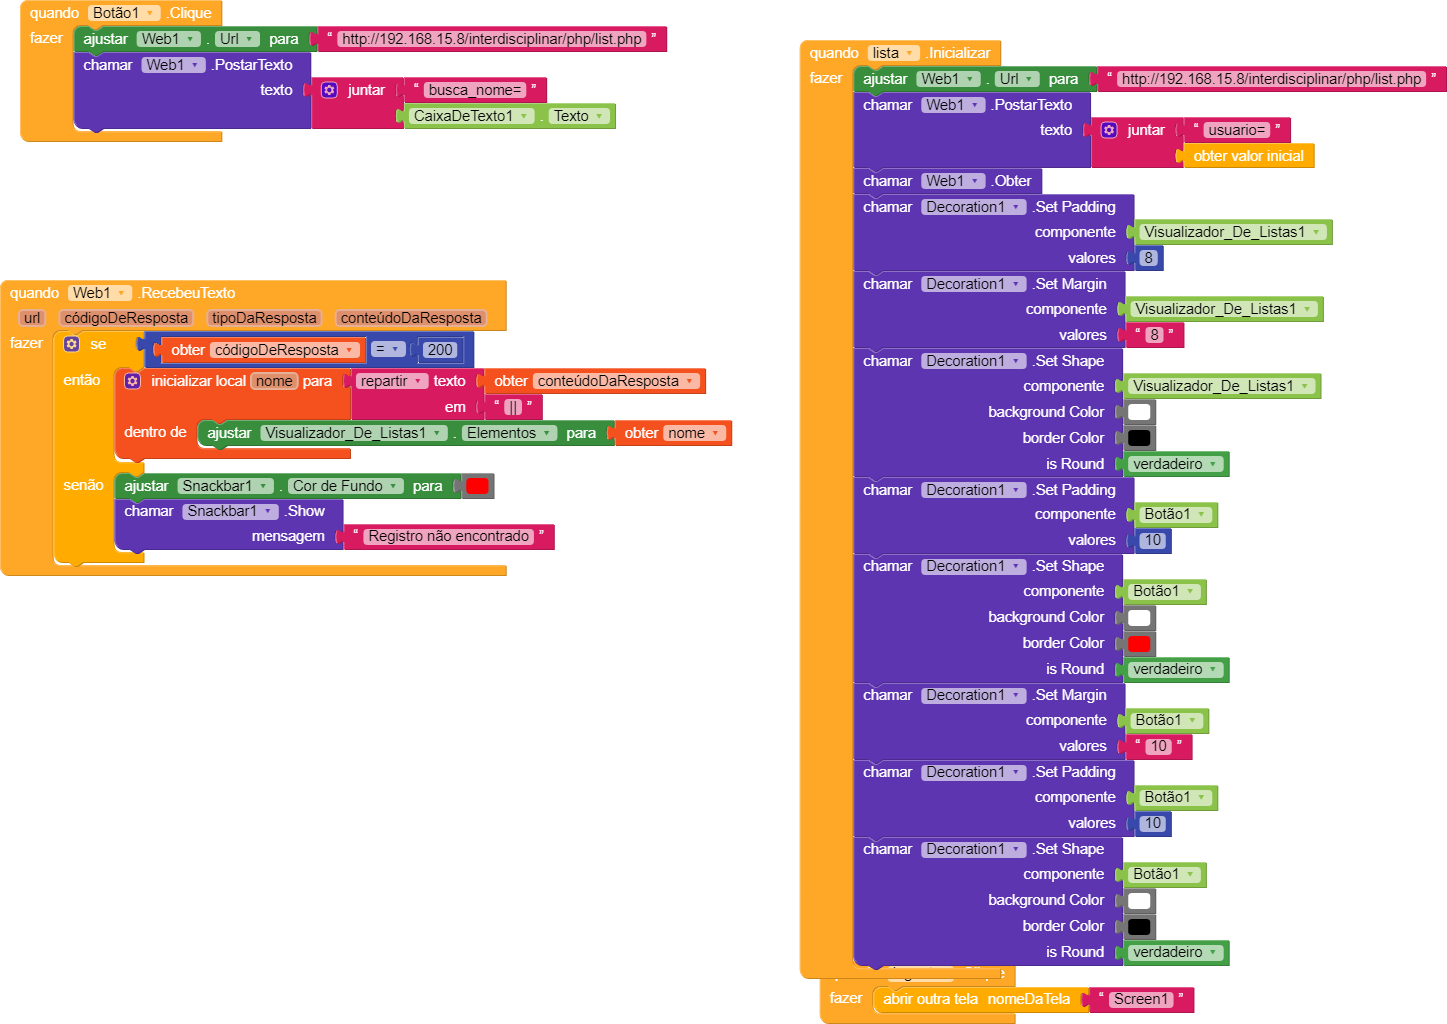 quando Botão1 .Clique
fazer ajustar Web1 . Url para “ http://192.168.15.8/interdisciplinar/php/list.php ”
chamar Web1 .PostarTexto
texto juntar “ busca_nome= ”
CaixaDeTexto1 . Texto
quando Web1 .RecebeuTexto
url códigoDeResposta tipoDaResposta conteúdoDaResposta
fazer se obter códigoDeResposta = 200
então inicializar local nome para repartir texto obter conteúdoDaResposta
em “ || ”
dentro de ajustar Visualizador_De_Listas1 . Elementos para obter nome
senão ajustar Snackbar1 . Cor de Fundo para
chamar Snackbar1 .Show
mensagem “ Registro não encontrado ”
quando lista .Inicializar
fazer ajustar Web1 . Url para “ http://192.168.15.8/interdisciplinar/php/list.php ”
chamar Web1 .PostarTexto
texto juntar “ usuario= ”
obter valor inicial
chamar Web1 .Obter
chamar Decoration1 .Set Padding
componente Visualizador_De_Listas1
valores 8
chamar Decoration1 .Set Margin
componente Visualizador_De_Listas1
valores “ 8 ”
chamar Decoration1 .Set Shape
componente Visualizador_De_Listas1
background Color
border Color
is Round verdadeiro
chamar Decoration1 .Set Padding
componente Botão1
valores 10
chamar Decoration1 .Set Shape
componente Botão1
background Color
border Color
is Round verdadeiro
chamar Decoration1 .Set Margin
componente Botão1
valores “ 10 ”
chamar Decoration1 .Set Padding
componente Botão1
valores 10
chamar Decoration1 .Set Shape
componente Botão1
background Color
border Color
is Round verdadeiro
fazer abrir outra tela nomeDaTela “ Screen1 ”